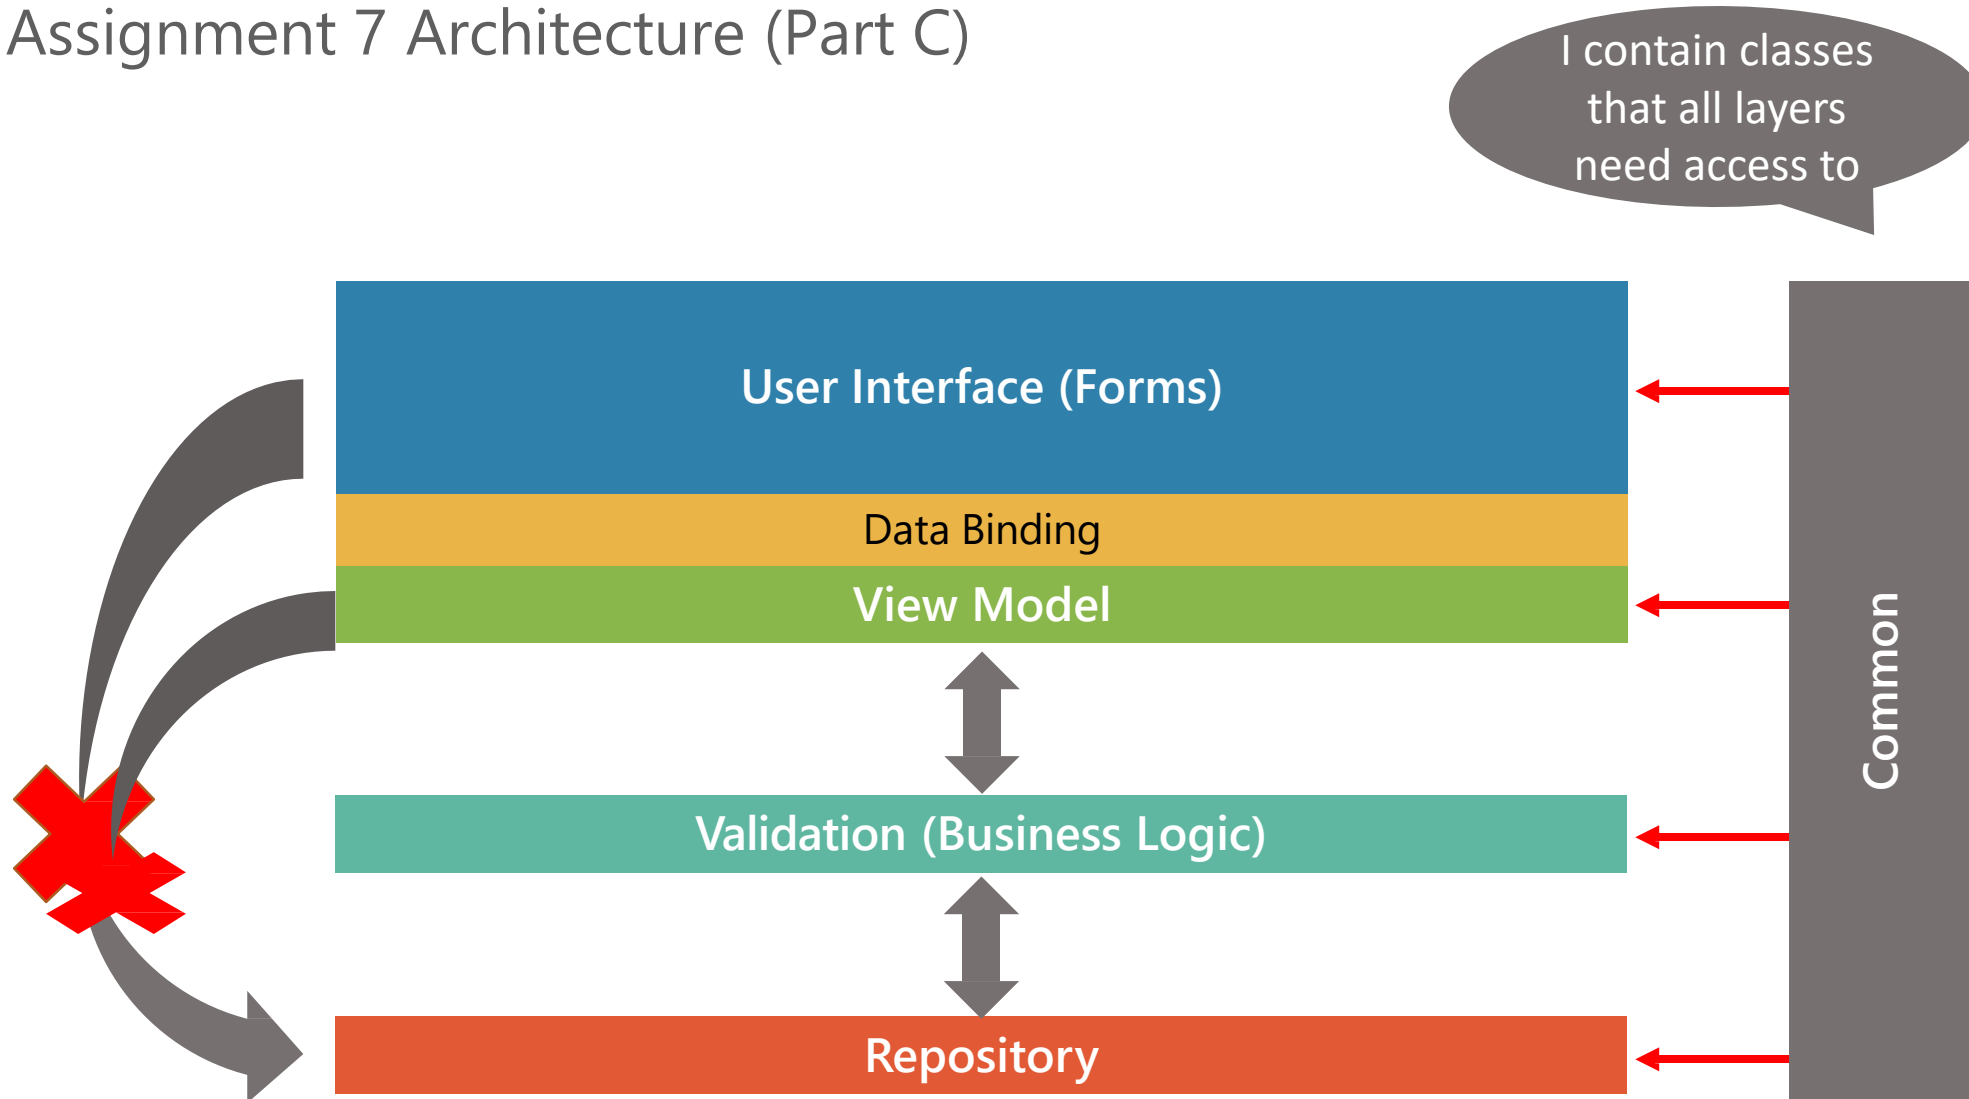 Assignment 7 Architecture (Part C)
I contain classes
that all layers
need access to
User Interface (Forms)
Data Binding
View Model
Common
Validation (Business Logic)
Repository